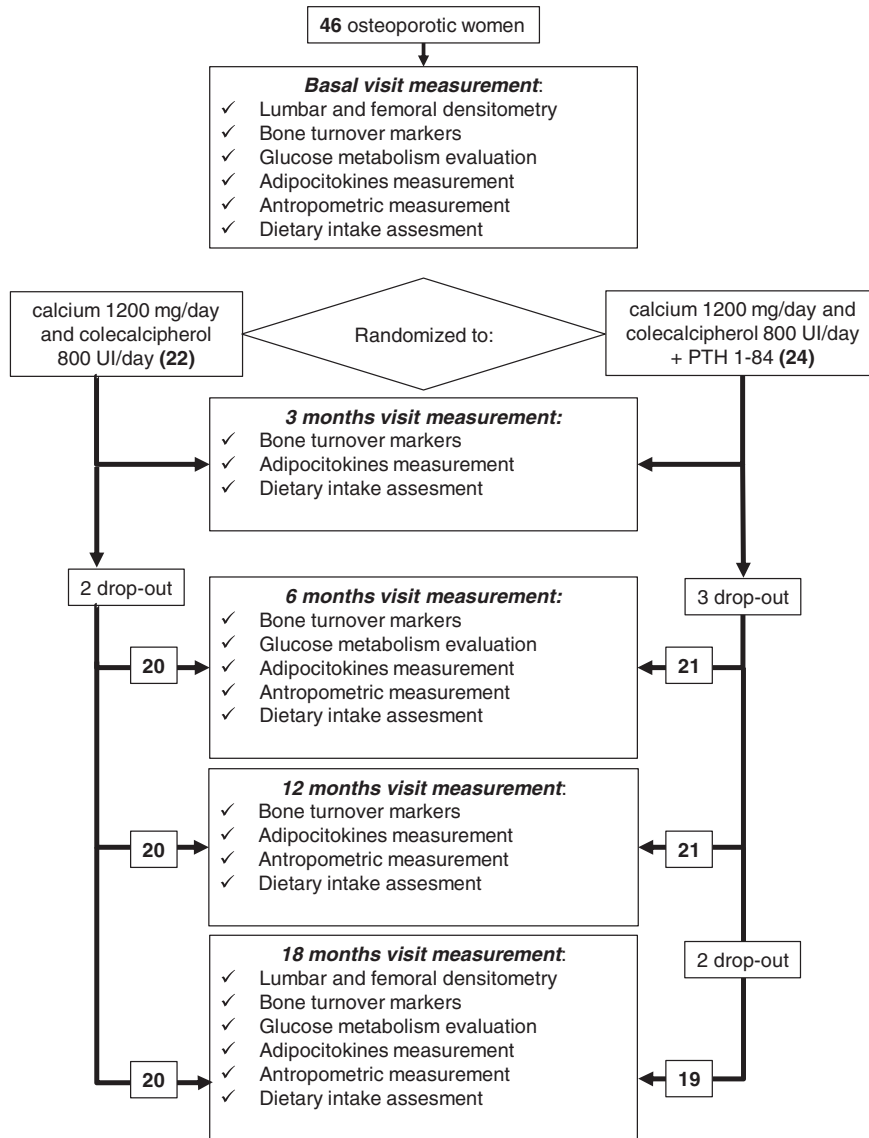 46 osteoporotic women
Basal visit measurement:
✓ Lumbar and femoral densitometry
✓ Bone turnover markers
✓ Glucose metabolism evaluation
✓ Adipocitokines measurement
✓ Antropometric measurement
✓ Dietary intake assesment
calcium 1200 mg/day
and colecalcipherol
800 UI/day (22)
Randomized to:
calcium 1200 mg/day and
colecalcipherol 800 UI/day
+ PTH 1-84 (24)
3 months visit measurement:
✓ Bone turnover markers
✓ Adipocitokines measurement
✓ Dietary intake assesment
2 drop-out
3 drop-out
6 months visit measurement:
✓ Bone turnover markers
✓ Glucose metabolism evaluation
✓ Adipocitokines measurement
✓ Antropometric measurement
✓ Dietary intake assesment
20
21
12 months visit measurement:
✓ Bone turnover markers
✓ Adipocitokines measurement
✓ Antropometric measurement
✓ Dietary intake assesment
20
21
2 drop-out
18 months visit measurement:
✓ Lumbar and femoral densitometry
✓ Bone turnover markers
✓ Glucose metabolism evaluation
✓ Adipocitokines measurement
✓ Antropometric measurement
✓ Dietary intake assesment
20
19